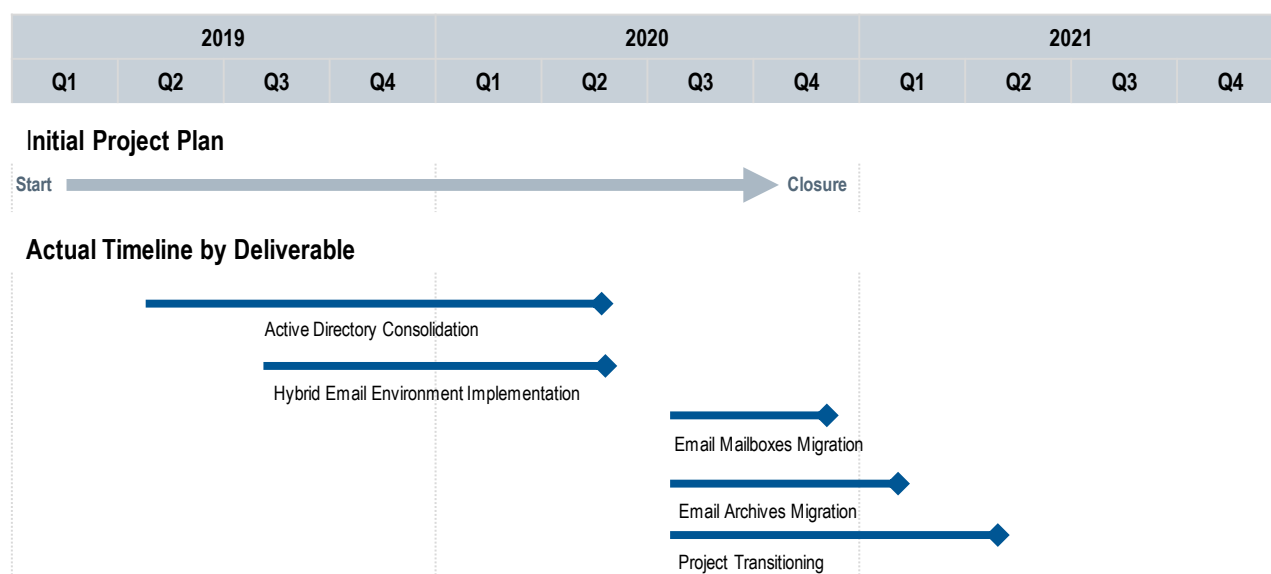 2019 2020 2021
Q1 Q2 Q3 Q4 Q1 Q2 Q3 Q4 Q1 Q2 Q3 Q4
Initial Project Plan
Start Closure
Actual Timeline by Deliverable
Active Directory Consolidation
Hybrid Email Environment Implementation
Email Mailboxes Migration
Email Archives Migration
Project Transitioning